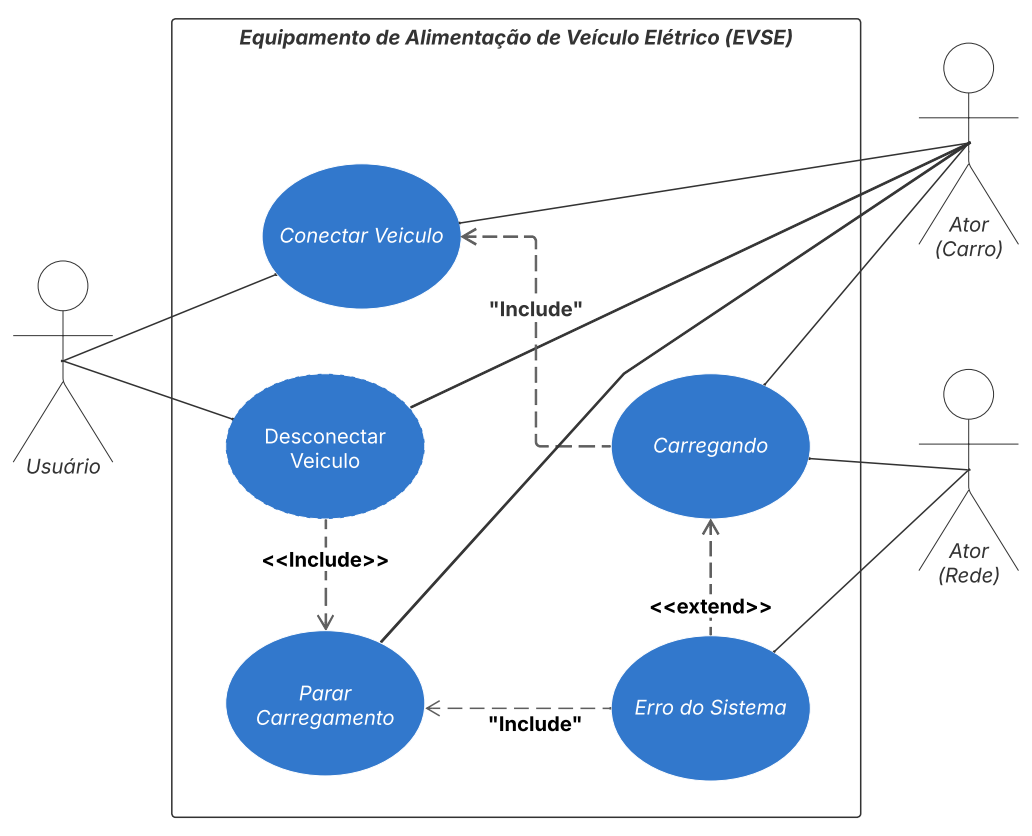 Equipamento de Alimentação de Veículo Elétrico (EVSE)
Conectar Veiculo
Ator
(Carro)
"Include"
Desconectar
Veiculo
Carregando
Usuário
<<Include>>
Ator
(Rede)
<<extend>>
Parar
Carregamento
"Include"
Erro do Sistema